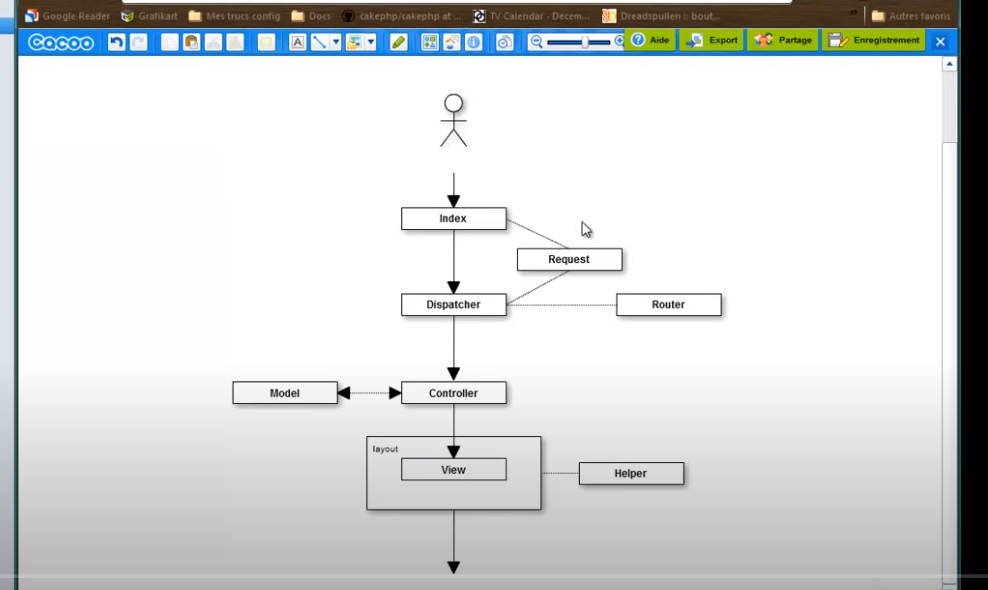 Google Reader Grafikart Mes trucs config Docs cakephp/cakephp at ... TV Calendar - Decem... Dreadspuilen :: bout... » Autres favoris
Cacoo A Aide Export Partage Enregistrement
Index
Request
Dispatcher Router
Model Controller
layout
View Helper